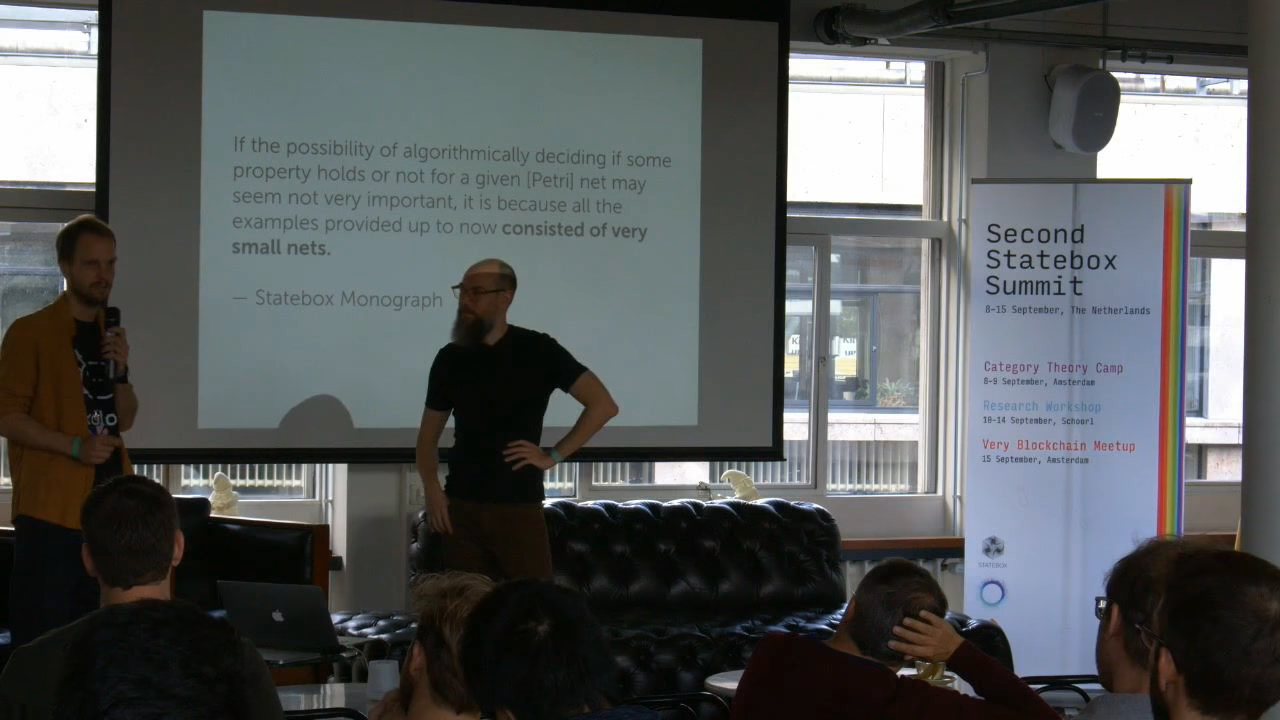 If the possibility of algorithmically deciding if some
property holds or not for a given [Petri] net may
seem not very important, it is because all the
examples provided up to now consisted of very
small nets.
— Statebox Monograph
Second
Statebox
Summit
8-15 September, The Netherlands
Category Theory Camp
8-9 September, Amsterdam
Research Workshop
10-14 September, Schoorl
Very Blockchain Meetup
15 September, Amsterdam
STATEBOX